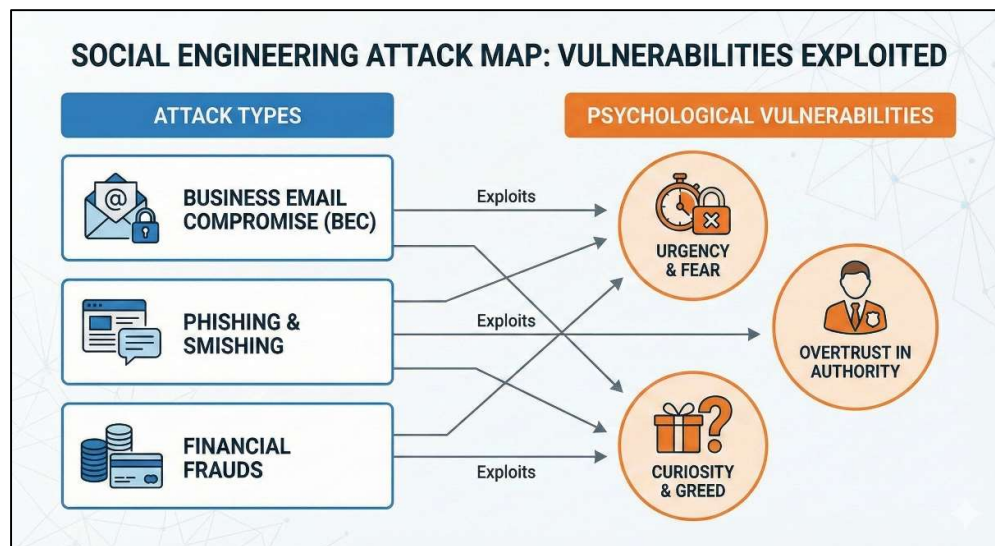 SOCIAL ENGINEERING ATTACK MAP: VULNERABILITIES EXPLOITED
ATTACK TYPES
PSYCHOLOGICAL VULNERABILITIES
@
BUSINESS EMAIL
COMPROMISE (BEC)
Exploits
URGENCY
& FEAR
PHISHING &
SMISHING
Exploits
OVERTRUST IN
AUTHORITY
FINANCIAL
FRAUDS
Exploits
?
CURIOSITY
& GREED